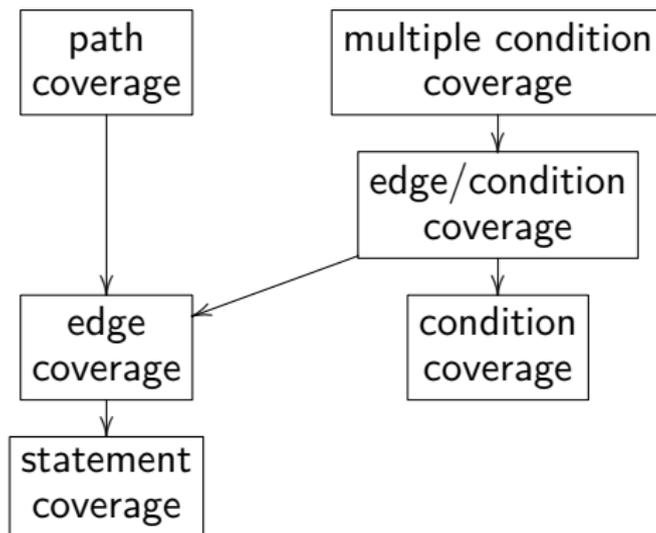 path
coverage
multiple condition
coverage
edge/condition
coverage
edge
coverage
condition
coverage
statement
coverage